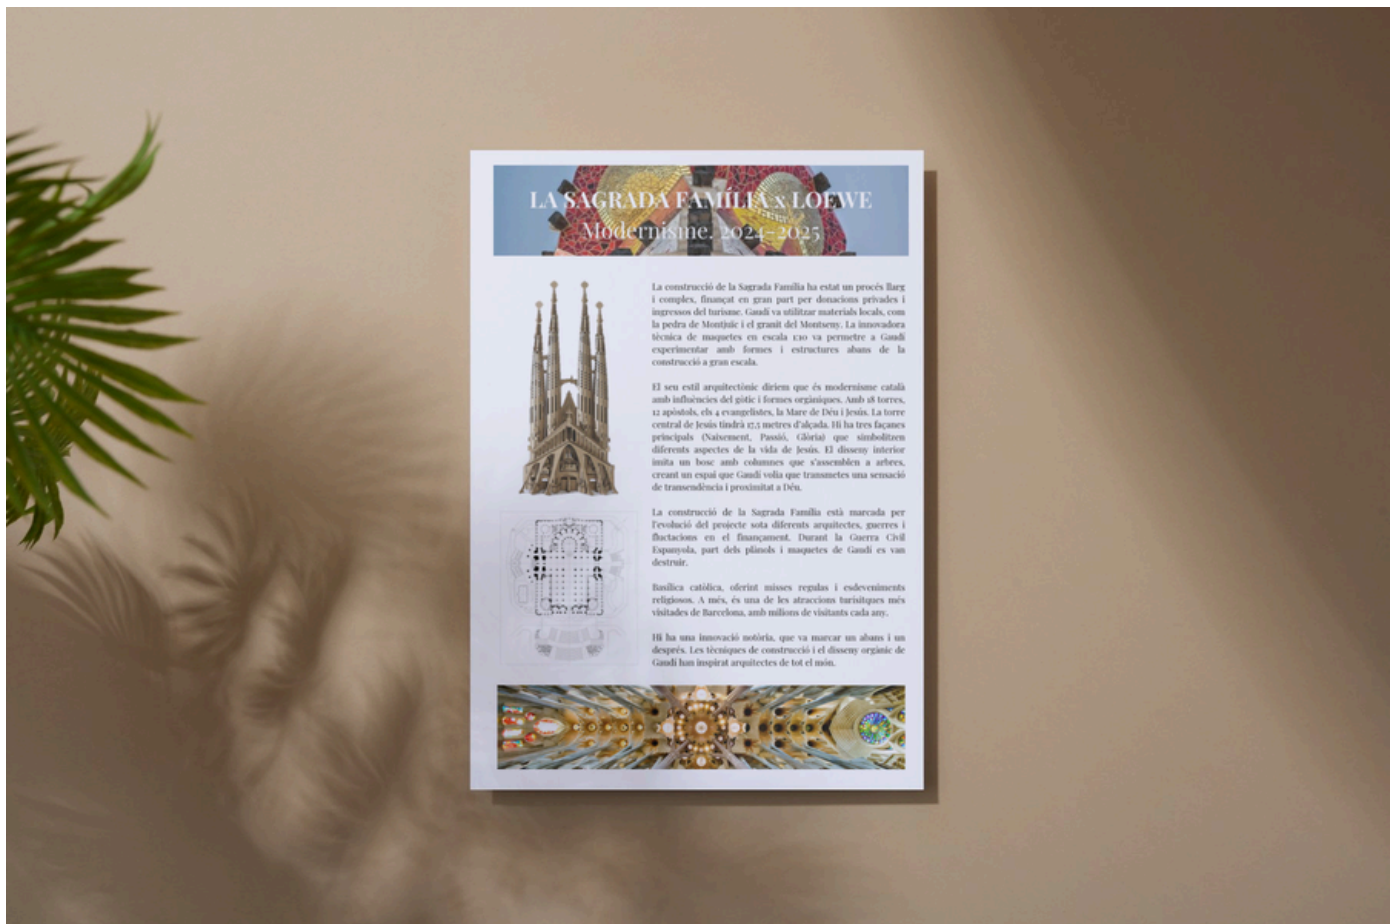 LA SAGRADA FAMÍLIA x LOEWE
Modernisme. 2024-2025
La construcció de la Sagrada Família ha estat un procés llarg
i complex, finançat en gran part per donacions privades i
ingressos del turisme. Gaudí va utilitzar materials locals, com
la pedra de Montjuïc i el granit del Montseny. La innovadora
tècnica de maquetes en escala 1:10 va permetre a Gaudí
experimentar amb formes i estructures abans de la
construcció a gran escala.
El seu estil arquitectònic diríem que és modernisme català
amb influències del gòtic i formes orgàniques. Amb 18 torres,
12 apòstols, els 4 evangelistes, la Mare de Déu i Jesús. La torre
central de Jesús tindrà 17,5 metres d'alçada. Hi ha tres façanes
principals (Naixement, Passió, Glòria) que simbolitzen
diferents aspectes de la vida de Jesús. El disseny interior
imita un bosc amb columnes que s'assemblen a arbres,
creant un espai que Gaudí volia que transmetes una sensació
de transendència i proximitat a Déu.
La construcció de la Sagrada Família està marcada per
l'evolució del projecte sota diferents arquitectes, guerres i
fluctacions en el finançament. Durant la Guerra Civil
Espanyola, part dels plànols i maquetes de Gaudí es van
destruir.
Basílica catòlica, oferint misses regulas i esdeveniments
religiosos. A més, és una de les atraccions turísitques més
visitades de Barcelona, amb milions de visitants cada any.
Hi ha una innovació notòria, que va marcar un abans i un
després. Les tècniques de construcció i el disseny orgànic de
Gaudí han inspirat arquitectes de tot el món.